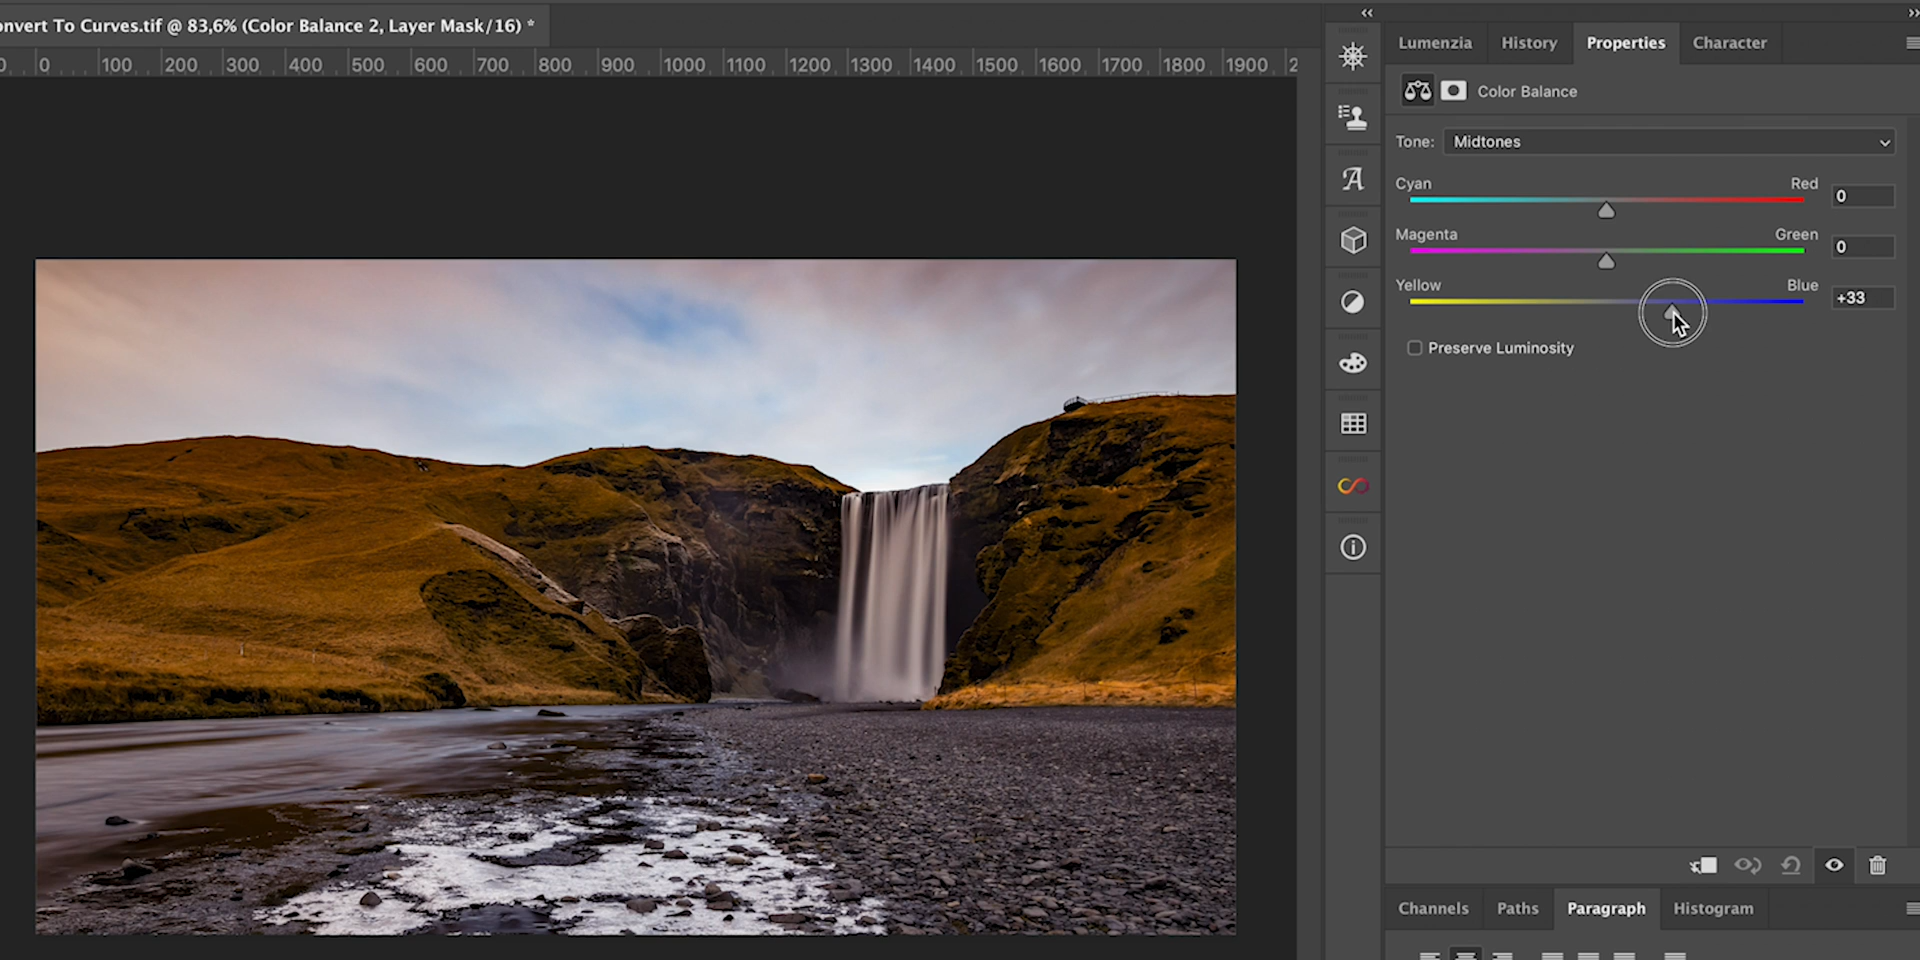 onvert To Curves.tif @ 83,6% (Color Balance 2, Layer Mask/16) *
0 100 200 300 400 500 600 700 800 900 1000 1100 1200 1300 1400 1500 1600 1700 1800 1900 2
Lumenzia History Properties Character
Color Balance
Tone: Midtones
Cyan Red 0
Magenta Green 0
Yellow Blue +33
Preserve Luminosity
Channels Paths Paragraph Histogram